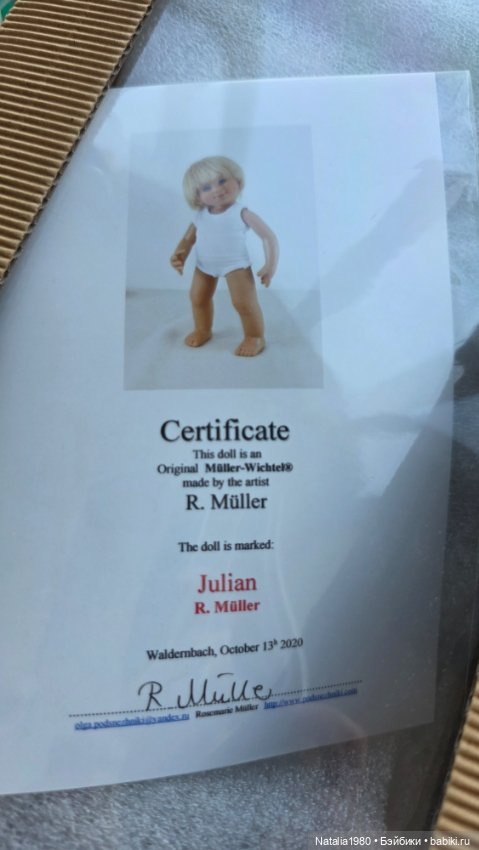 Certificate
This doll is an
Original Müller-Wichtel®
made by the artist
R. Müller
The doll is marked:
Julian
R. Müller
Waldernbach, October 13h 2020
R Müller
olga.podsnezhniki@yandex.ru Rosemarie Müller http://www.podsnezhniki.com
Natalia1980 • Бэйбики • babiki.ru